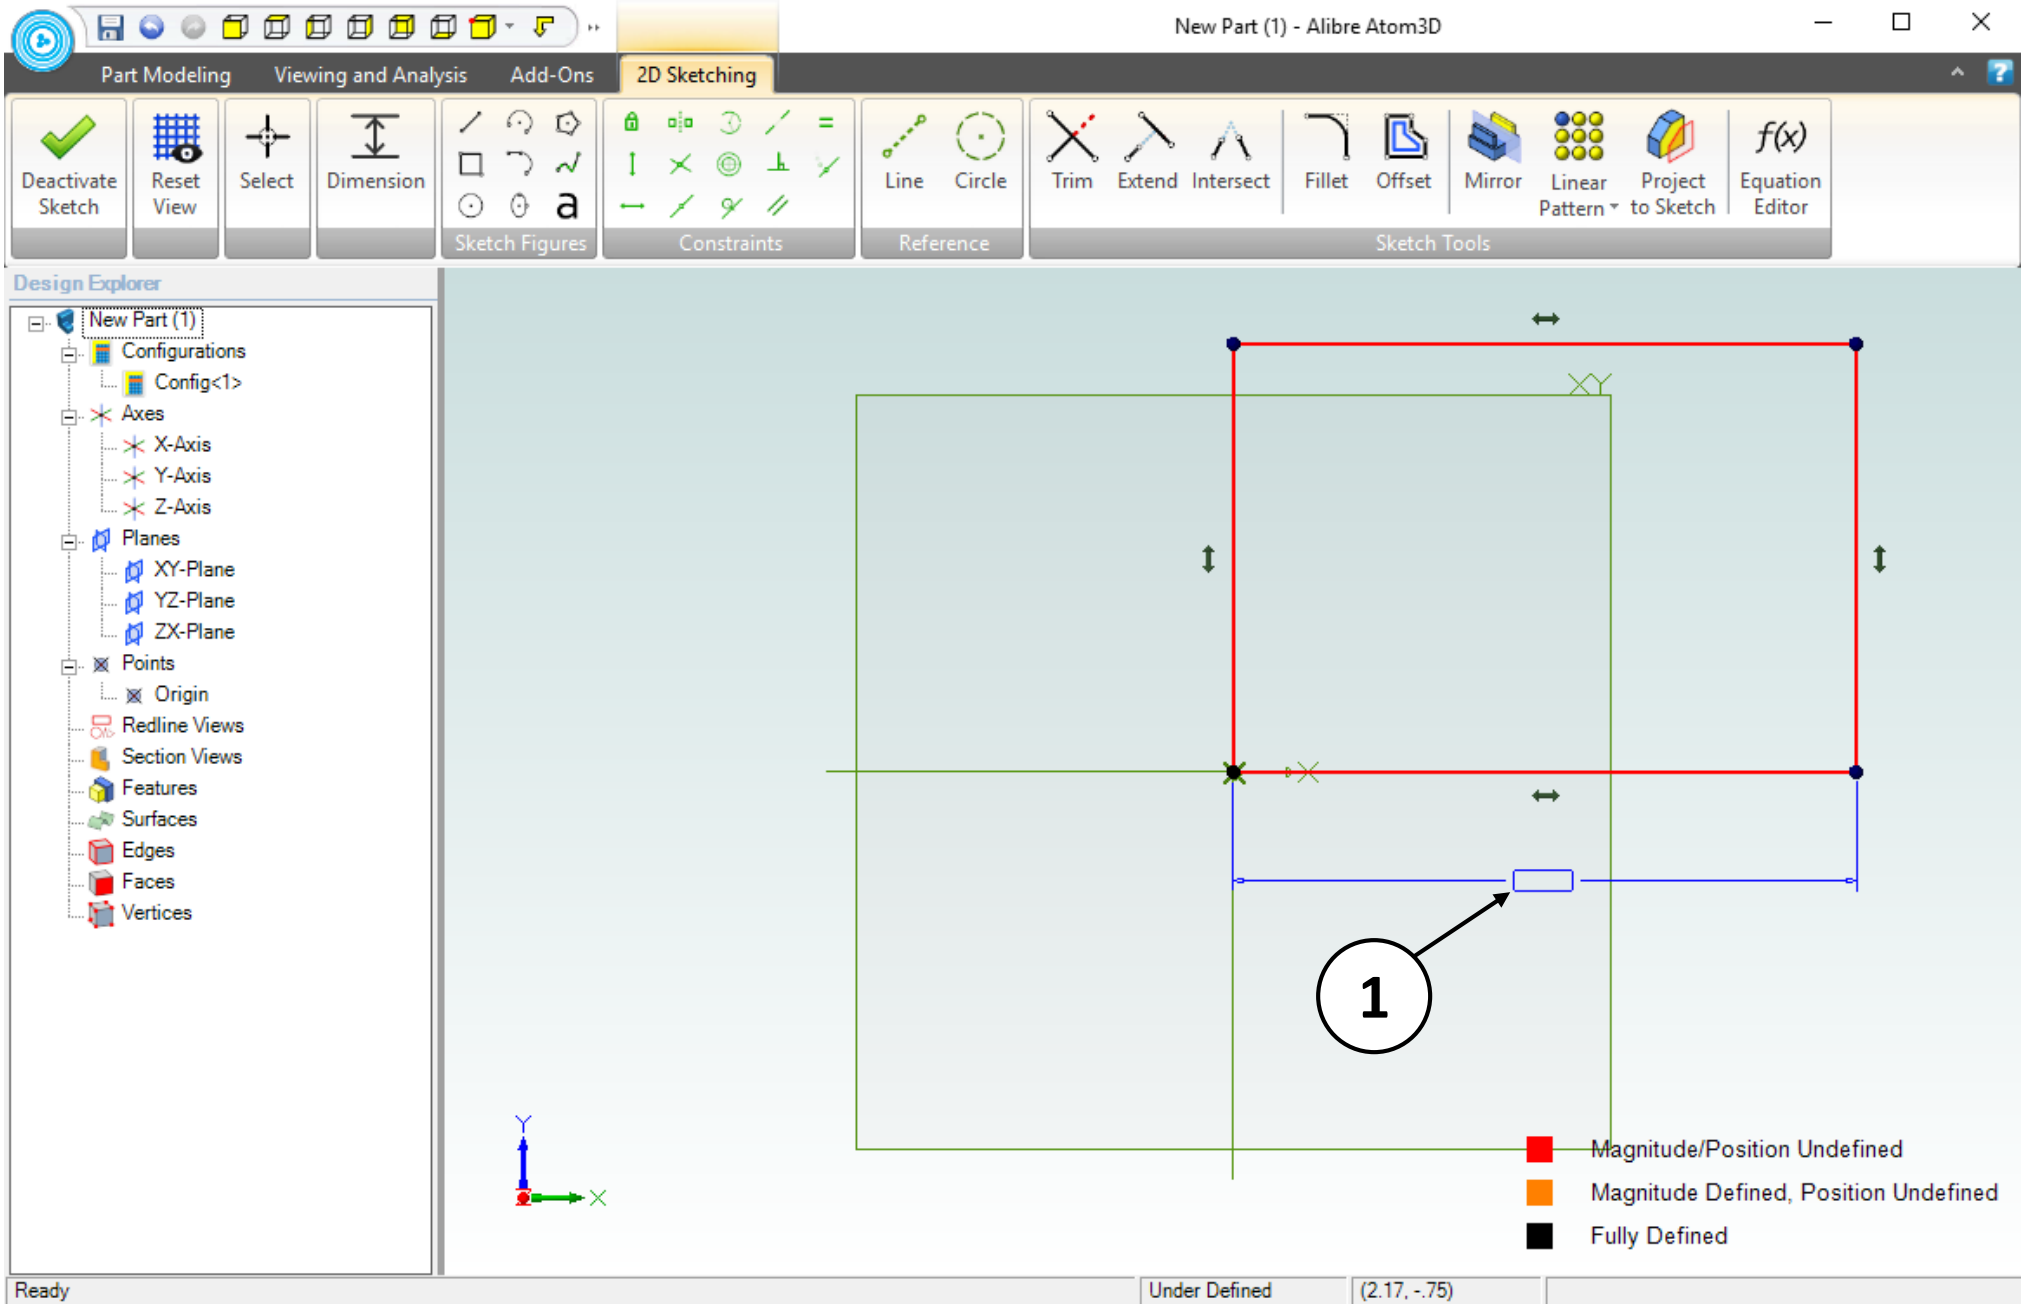 New Part (1) - Alibre Atom3D
Part Modeling Viewing and Analysis Add-Ons 2D Sketching
?
Deactivate Sketch
Reset View
Select
Dimension
a
Sketch Figures
Constraints
Line Circle
Reference
Trim Extend Intersect Fillet Offset Mirror
Linear Pattern
Project to Sketch
f(x)
Equation Editor
Sketch Tools
Design Explorer
New Part (1)
Configurations
Config<1>
Axes
X-Axis
Y-Axis
Z-Axis
Planes
XY-Plane
YZ-Plane
ZX-Plane
Points
Origin
Redline Views
Section Views
Features
Surfaces
Edges
Faces
Vertices
XY
X
1
Y
X
Magnitude/Position Undefined
Magnitude Defined, Position Undefined
Fully Defined
Ready
Under Defined
(2.17, -.75)